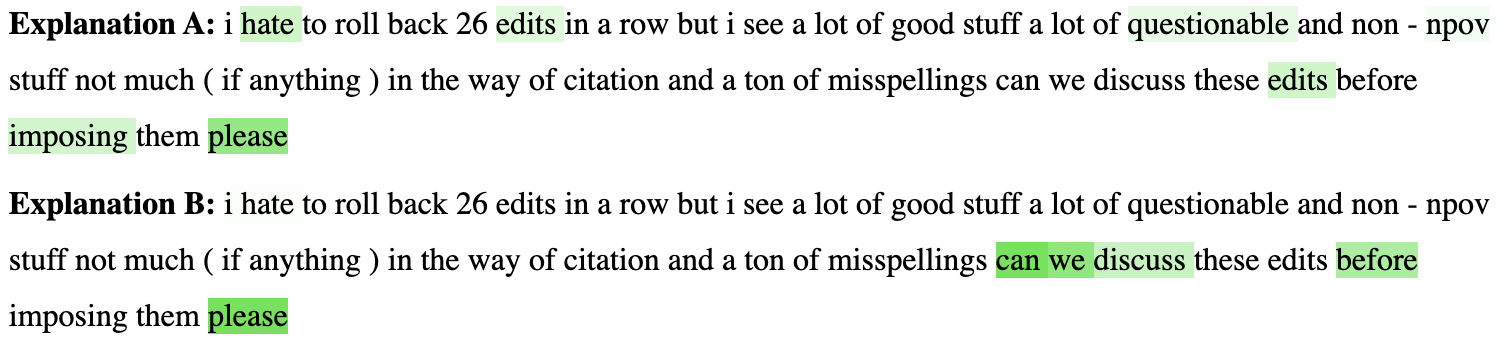 Explanation A: i hate to roll back 26 edits in a row but i see a lot of good stuff a lot of questionable and non - npov
stuff not much ( if anything ) in the way of citation and a ton of misspellings can we discuss these edits before
imposing them please
Explanation B: i hate to roll back 26 edits in a row but i see a lot of good stuff a lot of questionable and non - npov
stuff not much ( if anything ) in the way of citation and a ton of misspellings can we discuss these edits before
imposing them please